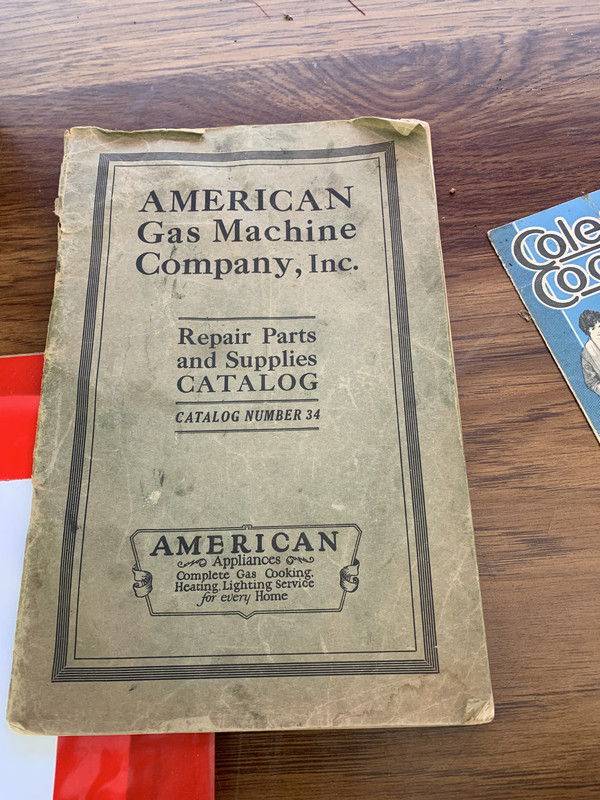 AMERICAN
Gas Machine
Company, Inc.
Repair Parts
and Supplies
CATALOG
CATALOG NUMBER 34
AMERICAN
Appliances
Complete Gas Cooking,
Heating, Lighting Service
for every Home